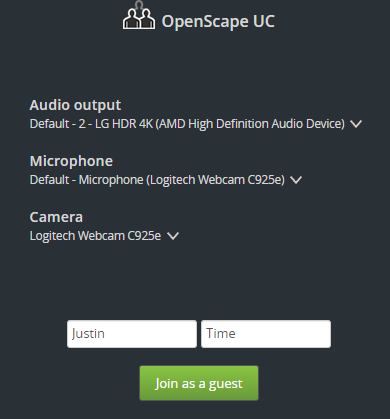 OpenScape UC
Audio output
Default - 2 - LG HDR 4K (AMD High Definition Audio Device)
Microphone
Default - Microphone (Logitech Webcam C925e)
Camera
Logitech Webcam C925e
Justin Time
Join as a guest